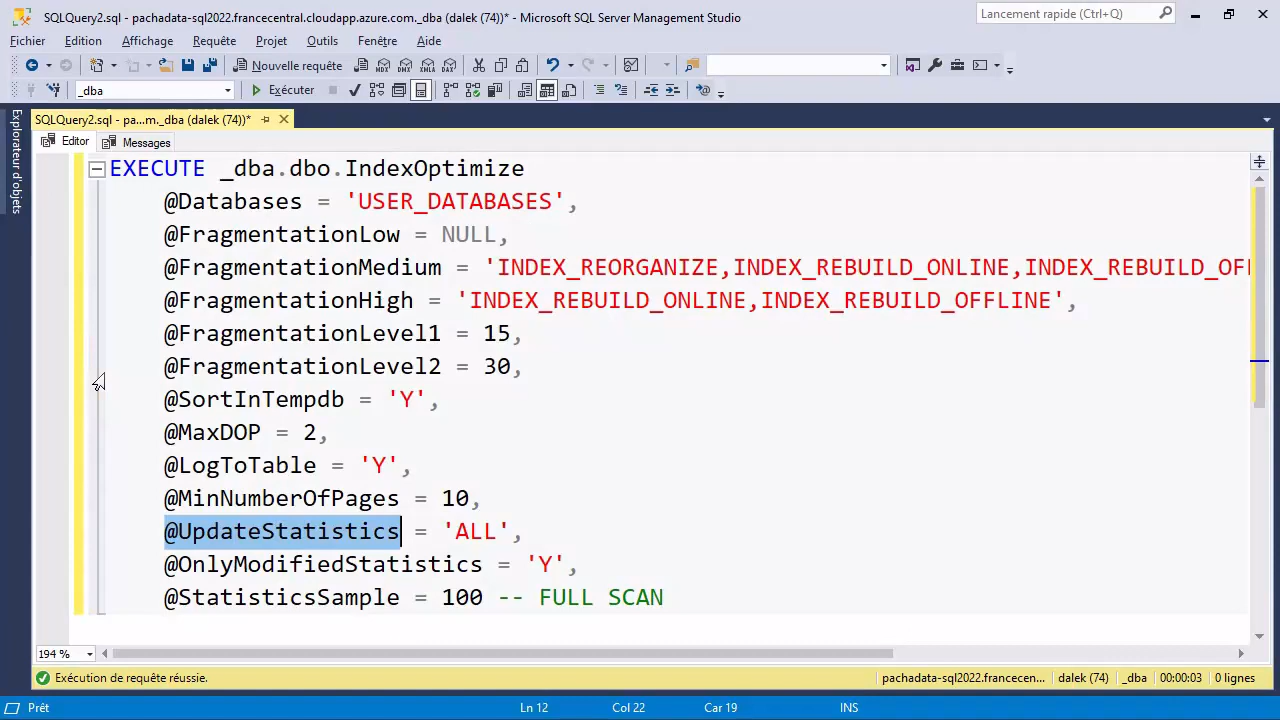 SQLQuery2.sql - pachadata-sql2022.francecentral.cloudapp.azure.com._dba (dalek (74))* - Microsoft SQL Server Management Studio
Lancement rapide (Ctrl+Q)
Fichier Edition Affichage Requête Projet Outils Fenêtre Aide
Nouvelle requête MDX DMX XMLA DAX
_dba Exécuter
SQLQuery2.sql - pa...m._dba (dalek (74))*
Explorateur d'objets
Editor Messages
EXECUTE _dba.dbo.IndexOptimize
@Databases = 'USER_DATABASES',
@FragmentationLow = NULL,
@FragmentationMedium = 'INDEX_REORGANIZE,INDEX_REBUILD_ONLINE,INDEX_REBUILD_OF
@FragmentationHigh = 'INDEX_REBUILD_ONLINE,INDEX_REBUILD_OFFLINE',
@FragmentationLevel1 = 15,
@FragmentationLevel2 = 30,
@SortInTempdb = 'Y',
@MaxDOP = 2,
@LogToTable = 'Y',
@MinNumberOfPages = 10,
@UpdateStatistics = 'ALL',
@OnlyModifiedStatistics = 'Y',
@StatisticsSample = 100 -- FULL SCAN
194 %
Exécution de requête réussie. pachadata-sql2022.francecen... dalek (74) _dba 00:00:03 0 lignes
Prêt Ln 12 Col 22 Car 19 INS